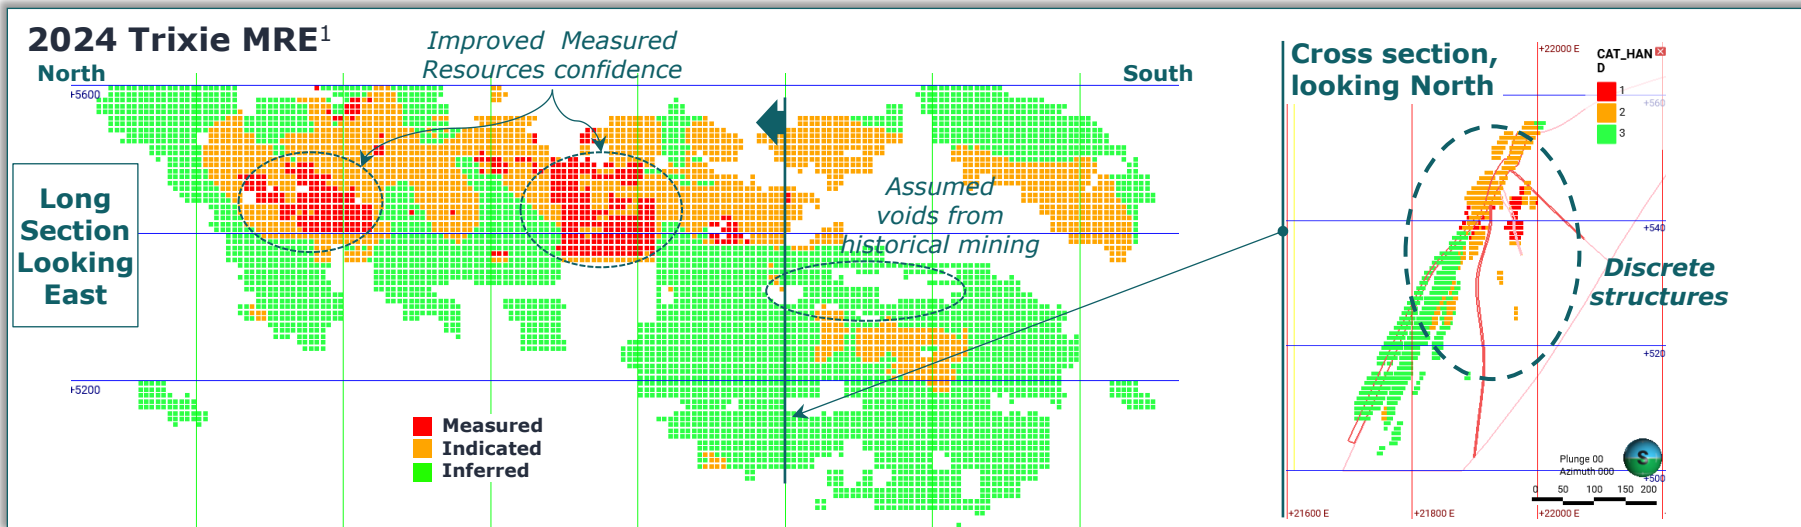 2024 Trixie MRE1
Improved Measured
Resources confidence
North
South
+5600
+5200
Long
Section
Looking
East
Assumed
voids from
historical mining
Measured
Indicated
Inferred
Cross section,
looking North
+22000 E
CAT_HAN
D
1
2
3
+560
+540
+520
+500
Discrete
structures
Plunge 00
Azimuth 000
S
0 50 100 150 200
+21600 E
+21800 E
+22000 E